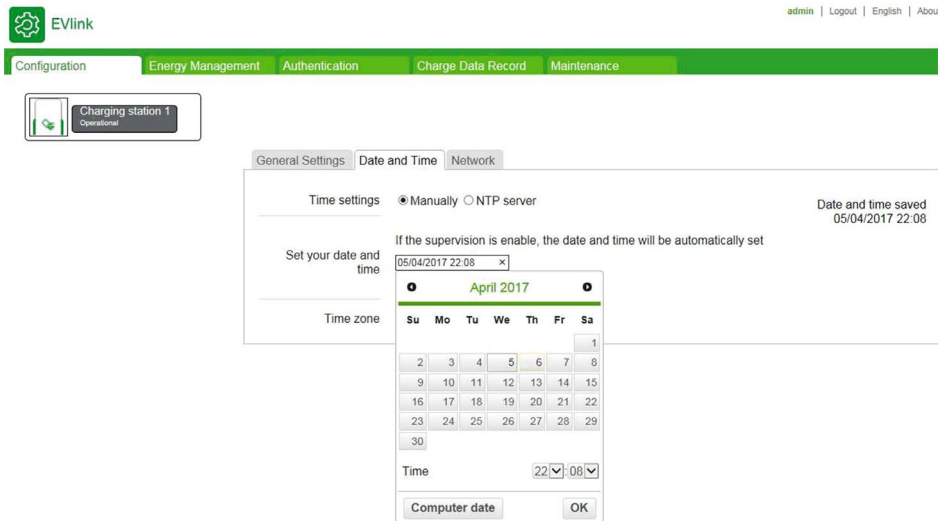 admin | Logout | English | Abou
EVlink
Configuration Energy Management Authentication Charge Data Record Maintenance
Charging station 1
Operational
General Settings Date and Time Network
Time settings Manually NTP server
Date and time saved
05/04/2017 22:08
If the supervision is enable, the date and time will be automatically set
Set your date and
time
05/04/2017 22:08 ×
April 2017
Time zone
Su Mo Tu We Th Fr Sa
1
2 3 4 5 6 7 8
9 10 11 12 13 14 15
16 17 18 19 20 21 22
23 24 25 26 27 28 29
30
Time 22 : 08
Computer date OK